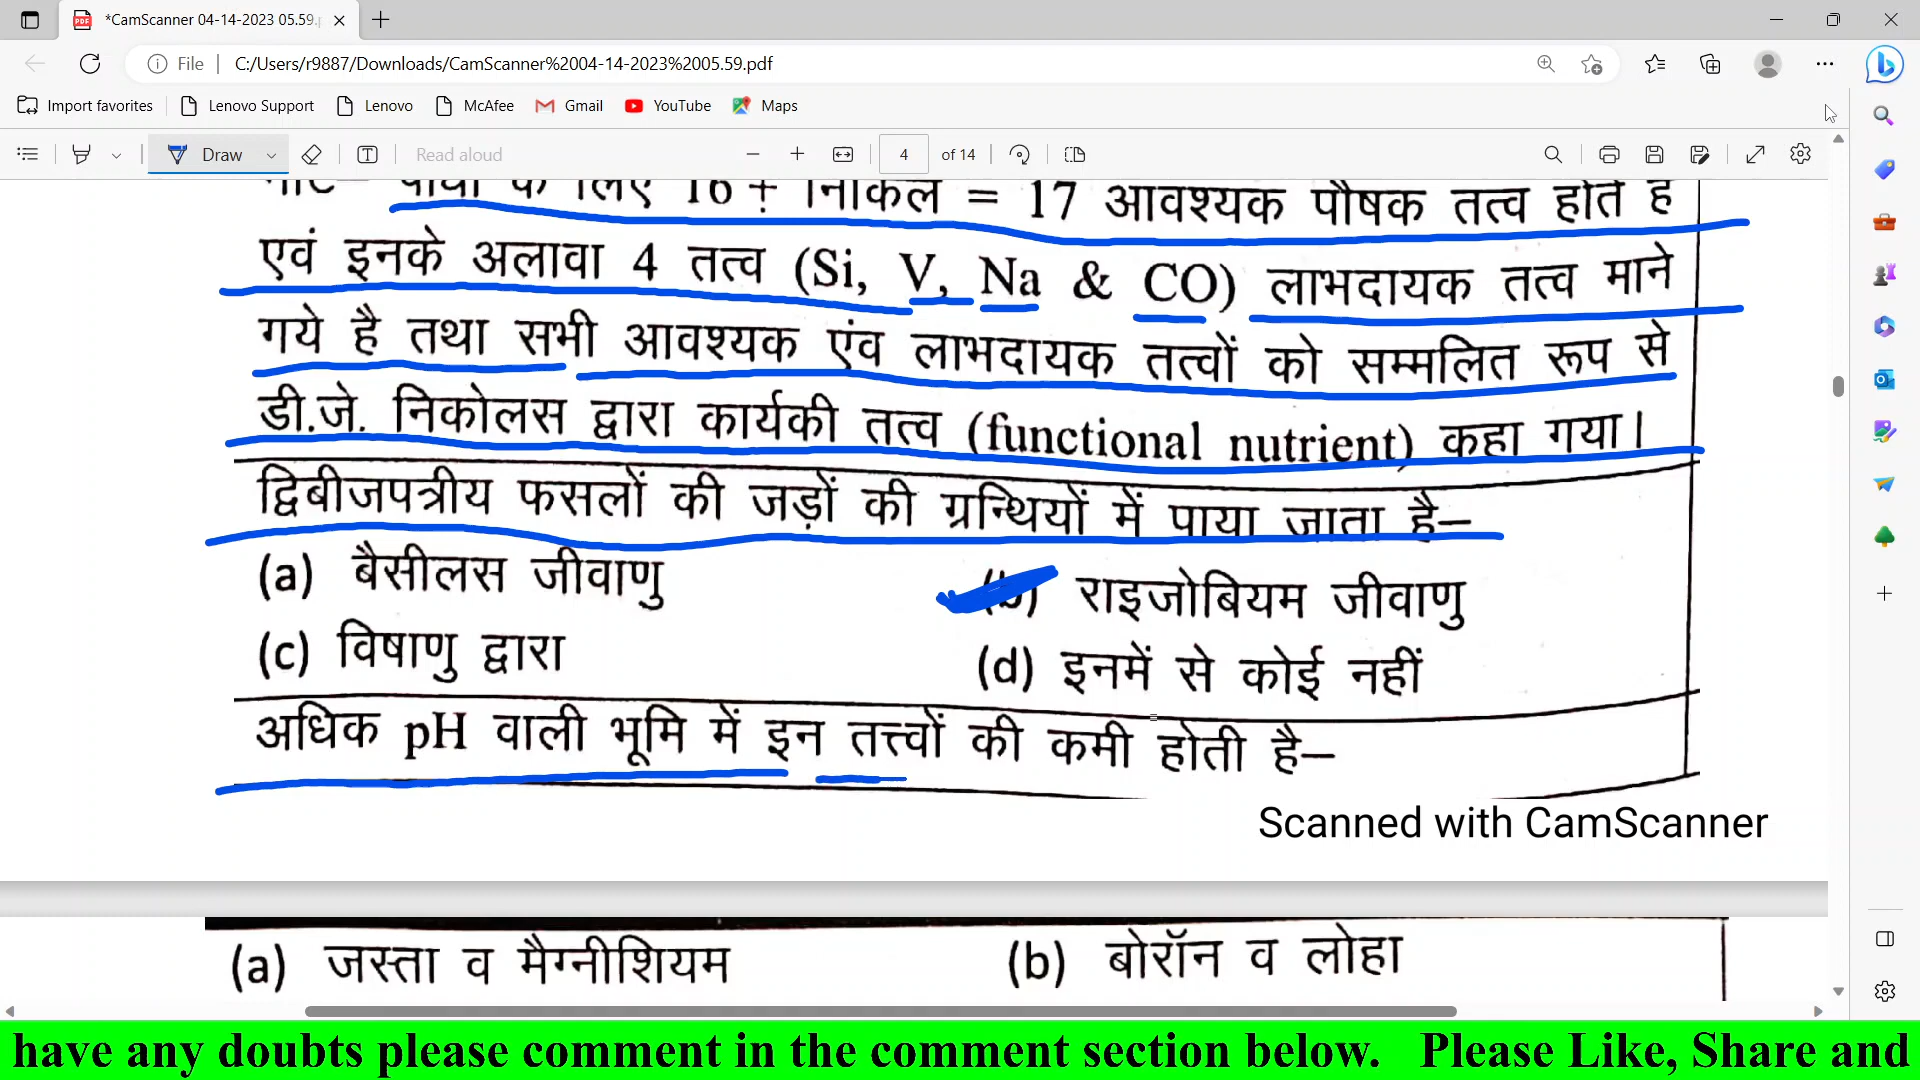 *CamScanner 04-14-2023 05.59.p
File C:/Users/r9887/Downloads/CamScanner%2004-14-2023%2005.59.pdf
Import favorites Lenovo Support Lenovo McAfee Gmail YouTube Maps
Draw Read aloud 4 of 14
नोट– पौधों के लिए 16 + निकिल = 17 आवश्यक पौषक तत्व होते है
एवं इनके अलावा 4 तत्व (Si, V, Na & CO) लाभदायक तत्व माने
गये है तथा सभी आवश्यक एंव लाभदायक तत्वों को सम्मलित रूप से
डी.जे. निकोलस द्वारा कार्यकी तत्व (functional nutrient) कहा गया।
द्विबीजपत्रीय फसलों की जड़ों की ग्रन्थियों में पाया जाता है–
(a) बैसीलस जीवाणु (b) राइजोबियम जीवाणु
(c) विषाणु द्वारा (d) इनमें से कोई नहीं
अधिक pH वाली भूमि में इन तत्त्वों की कमी होती है–
Scanned with CamScanner
(a) जस्ता व मैग्नीशियम (b) बोरॉन व लोहा
have any doubts please comment in the comment section below. Please Like, Share and